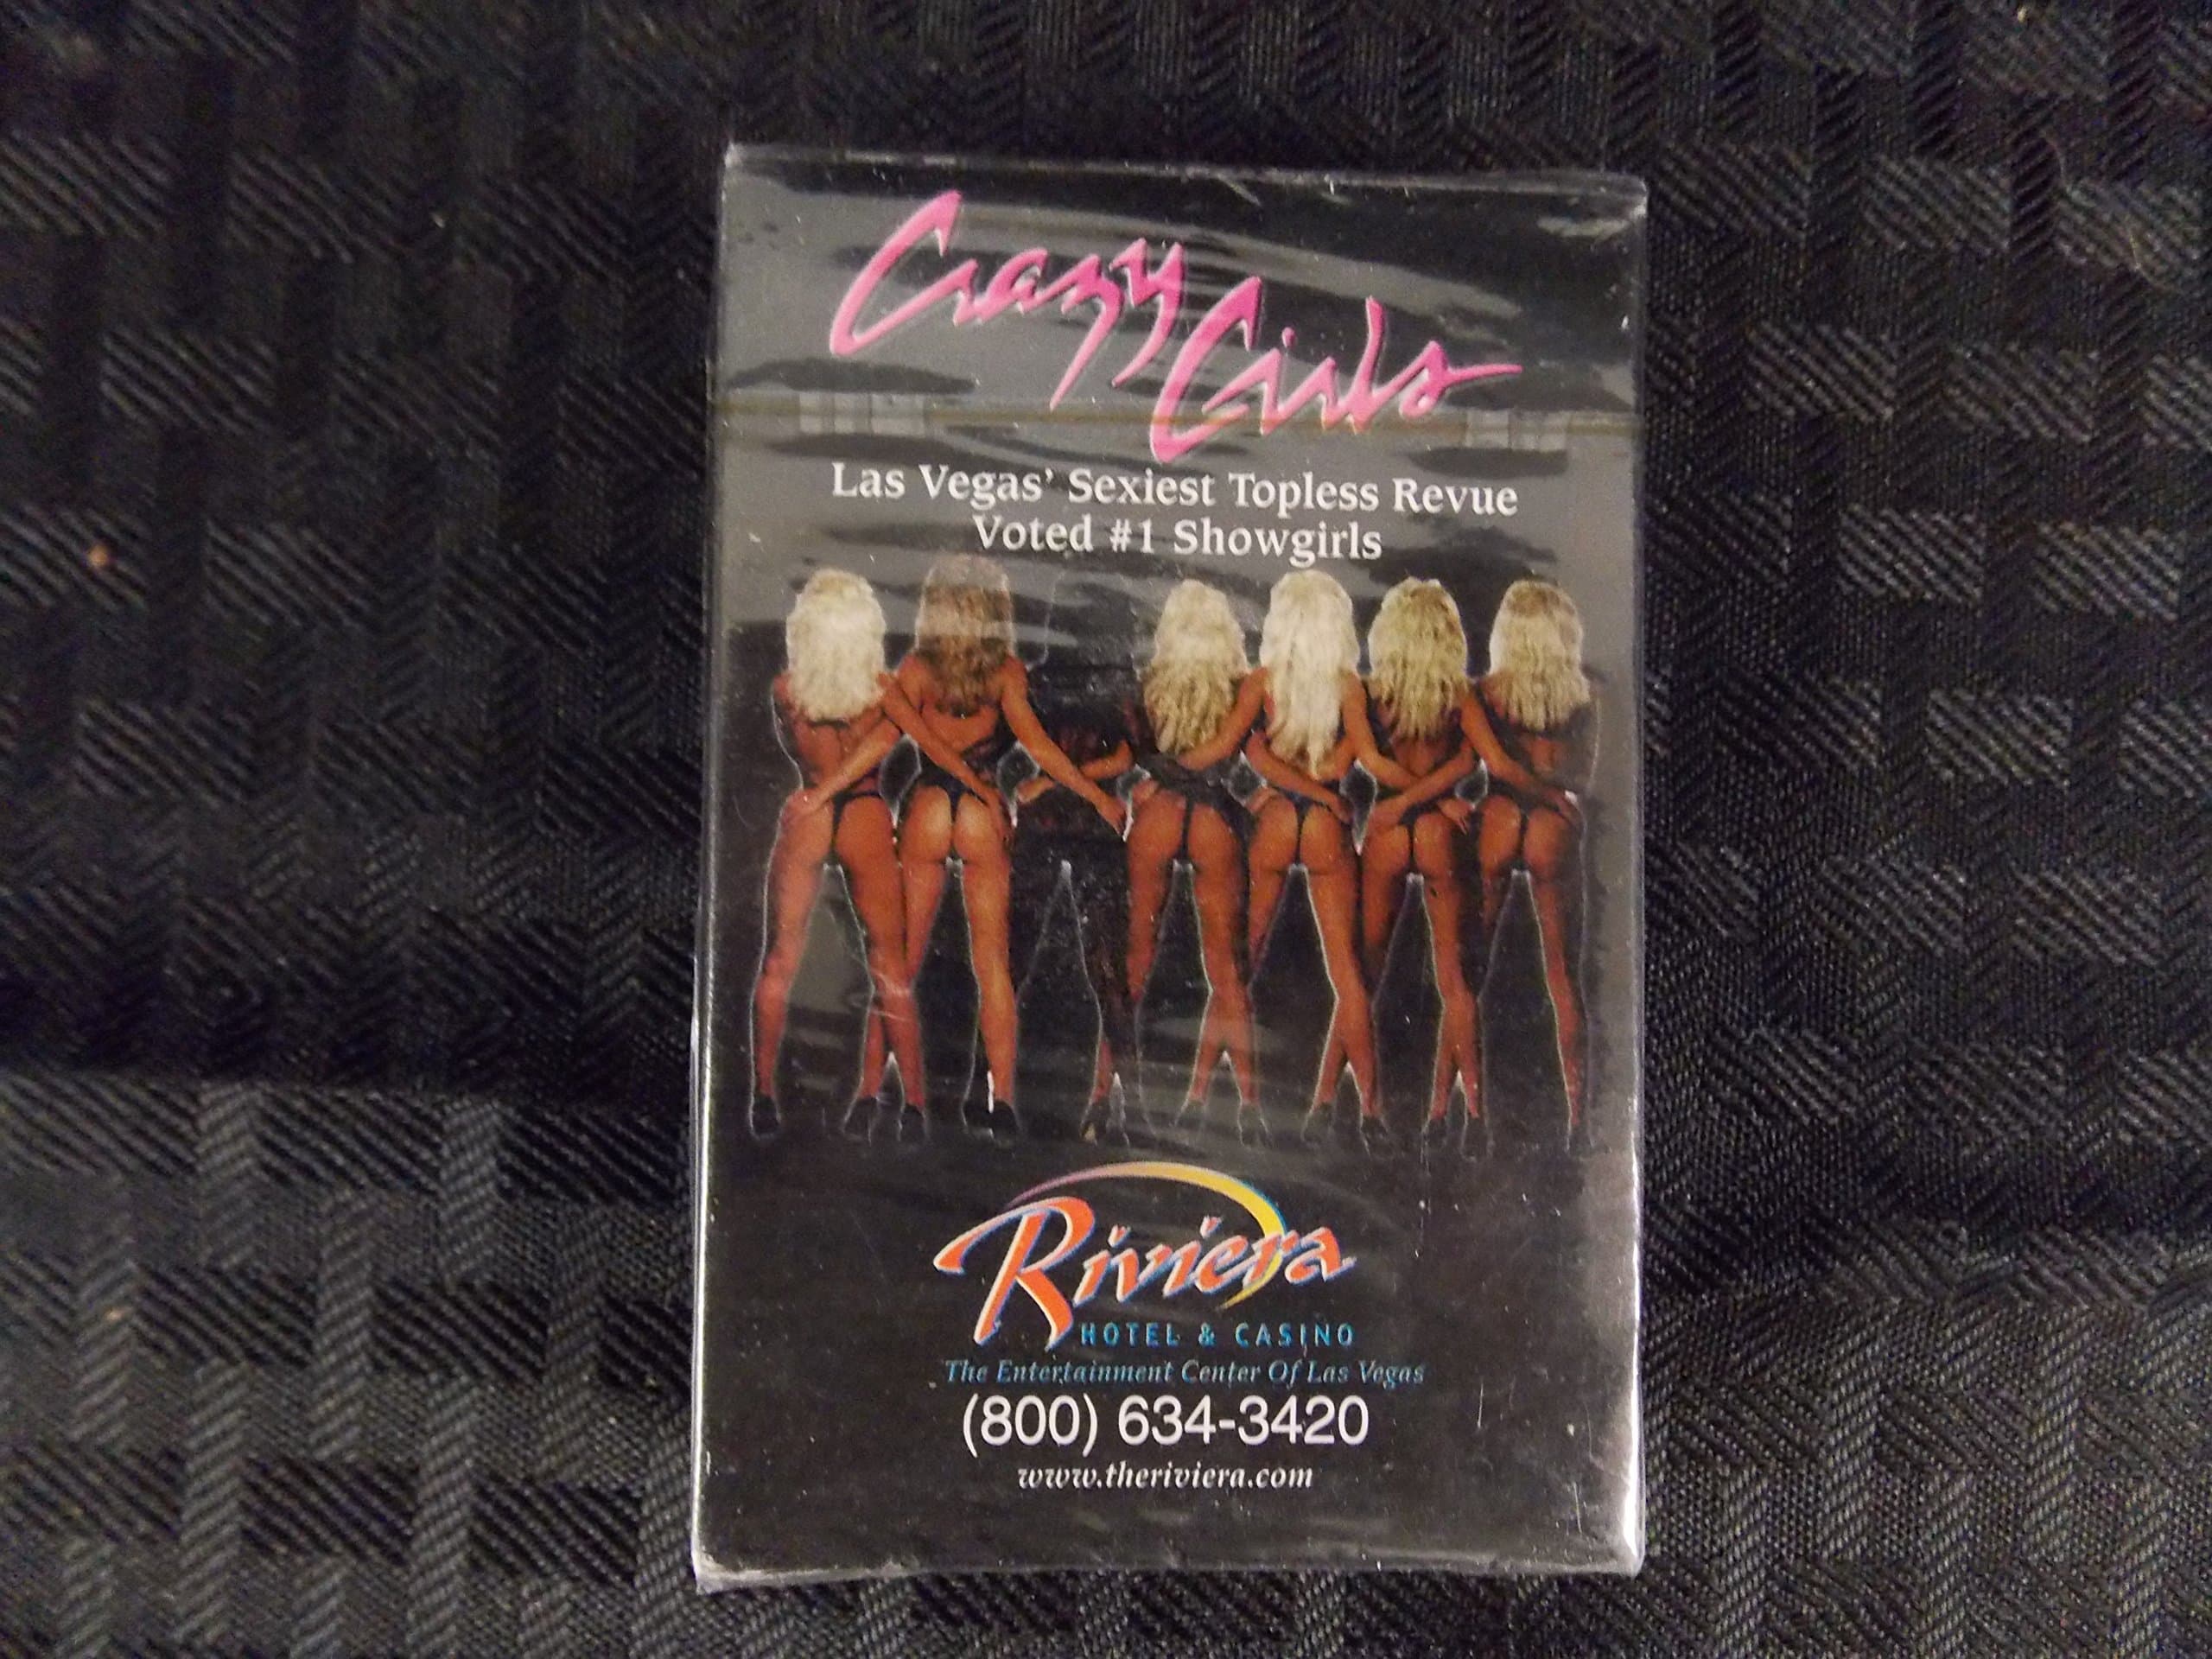 Crazy Girls
Las Vegas' Sexiest Topless Revue
Voted #1 Showgirls
Riviera
HOTEL & CASINO
The Entertainment Center Of Las Vegas
(800) 634-3420
www.theriviera.com